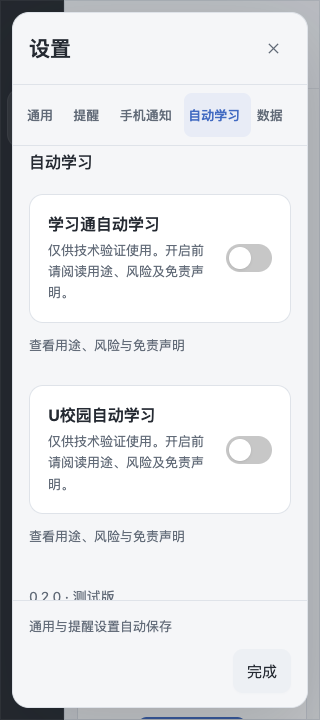 设置
通用 提醒 手机通知 自动学习 数据
自动学习
学习通自动学习
仅供技术验证使用。开启前
请阅读用途、风险及免责声
明。
查看用途、风险与免责声明
U校园自动学习
仅供技术验证使用。开启前
请阅读用途、风险及免责声
明。
查看用途、风险与免责声明
0.2.0 · 测试版
通用与提醒设置自动保存
完成